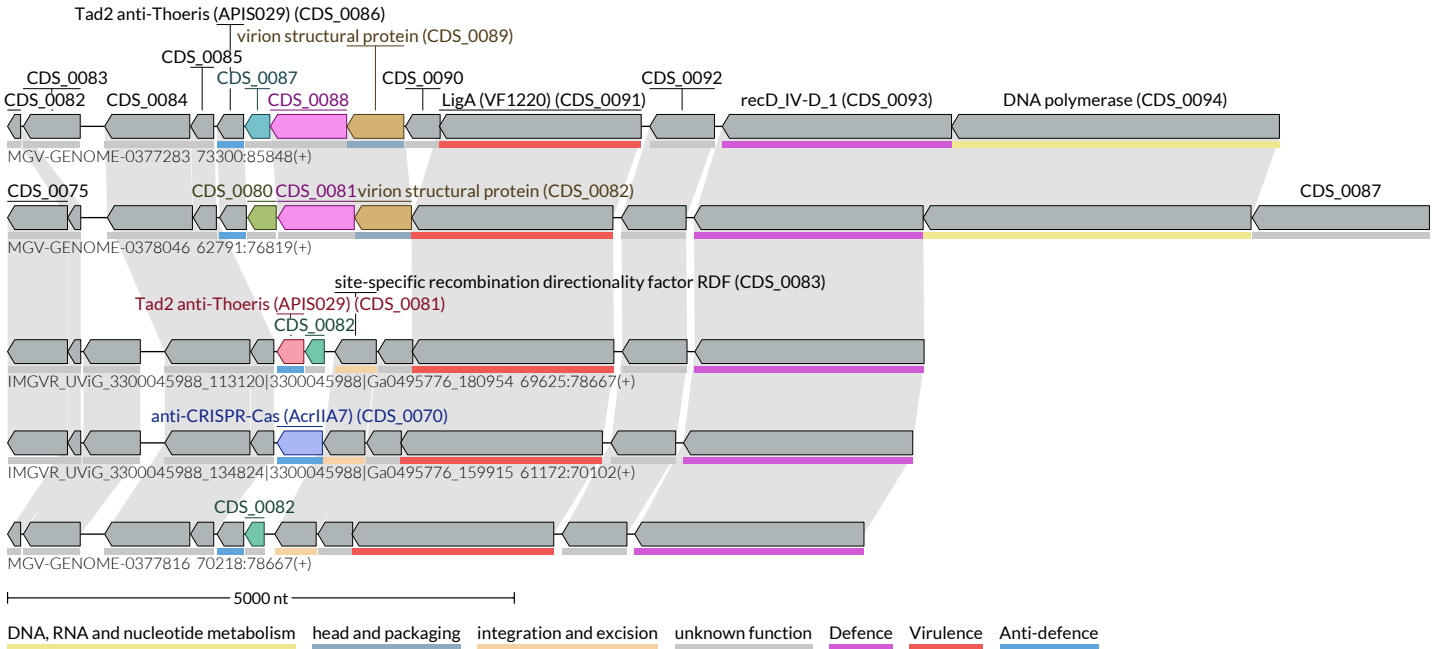 Tad2 anti-Thoeris (APIS029) (CDS_0086)
virion structural protein (CDS_0089)
CDS_0085
CDS_0083 CDS_0087 CDS_0090 CDS_0092
CDS_0082 CDS_0084 CDS_0088 LigA (VF1220) (CDS_0091) recD_IV-D_1 (CDS_0093) DNA polymerase (CDS_0094)
MGV-GENOME-0377283 73300:85848(+)
CDS_0075 CDS_0080 CDS_0081 virion structural protein (CDS_0082) CDS_0087
MGV-GENOME-0378046 62791:76819(+)
site-specific recombination directionality factor RDF (CDS_0083)
Tad2 anti-Thoeris (APIS029) (CDS_0081)
CDS_0082
IMGVR_UViG_3300045988_113120|3300045988|Ga0495776_180954 69625:78667(+)
anti-CRISPR-Cas (AcrIIA7) (CDS_0070)
IMGVR_UViG_3300045988_134824|3300045988|Ga0495776_159915 61172:70102(+)
CDS_0082
MGV-GENOME-0377816 70218:78667(+)
5000 nt
DNA, RNA and nucleotide metabolism head and packaging integration and excision unknown function Defence Virulence Anti-defence